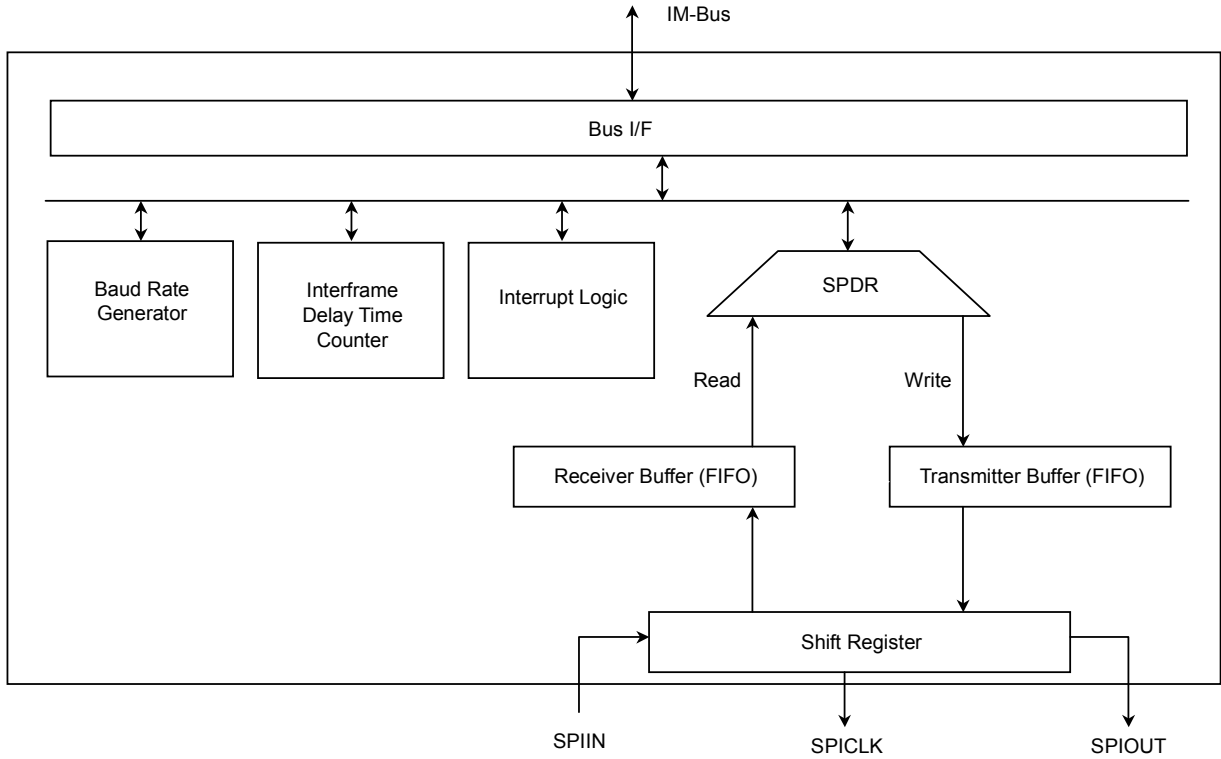 IM-Bus
Bus I/F
Baud Rate
Generator
Interframe
Delay Time
Counter
Interrupt Logic
SPDR
Read
Write
Receiver Buffer (FIFO)
Transmitter Buffer (FIFO)
Shift Register
SPIIN
SPICLK
SPIOUT